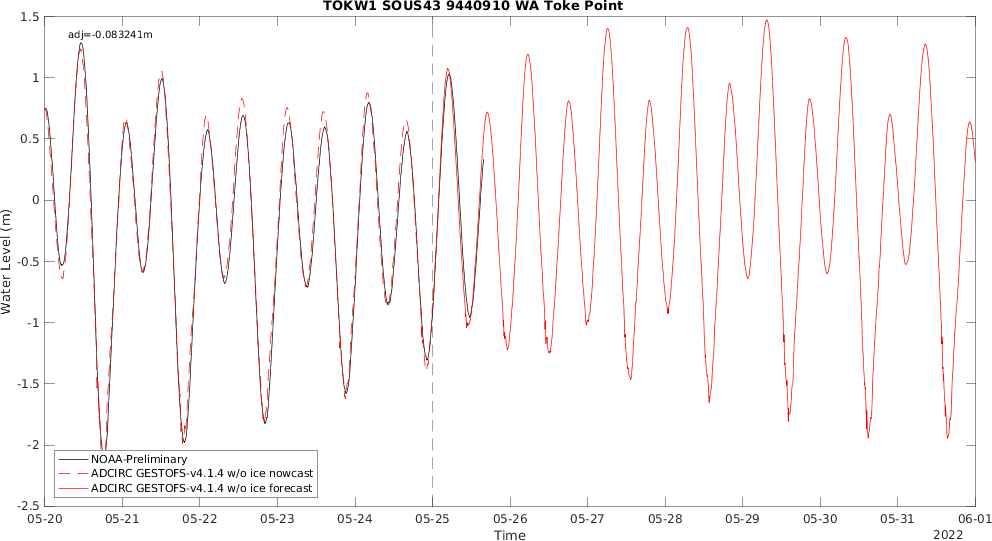 TOKW1 SOUS43 9440910 WA Toke Point
adj=-0.083241m
Water Level (m)
1.5
1
0.5
0
-0.5
-1
-1.5
-2
-2.5
NOAA-Preliminary
ADCIRC GESTOFS-v4.1.4 w/o ice nowcast
ADCIRC GESTOFS-v4.1.4 w/o ice forecast
05-20 05-21 05-22 05-23 05-24 05-25 05-26 05-27 05-28 05-29 05-30 05-31 06-01
Time
2022